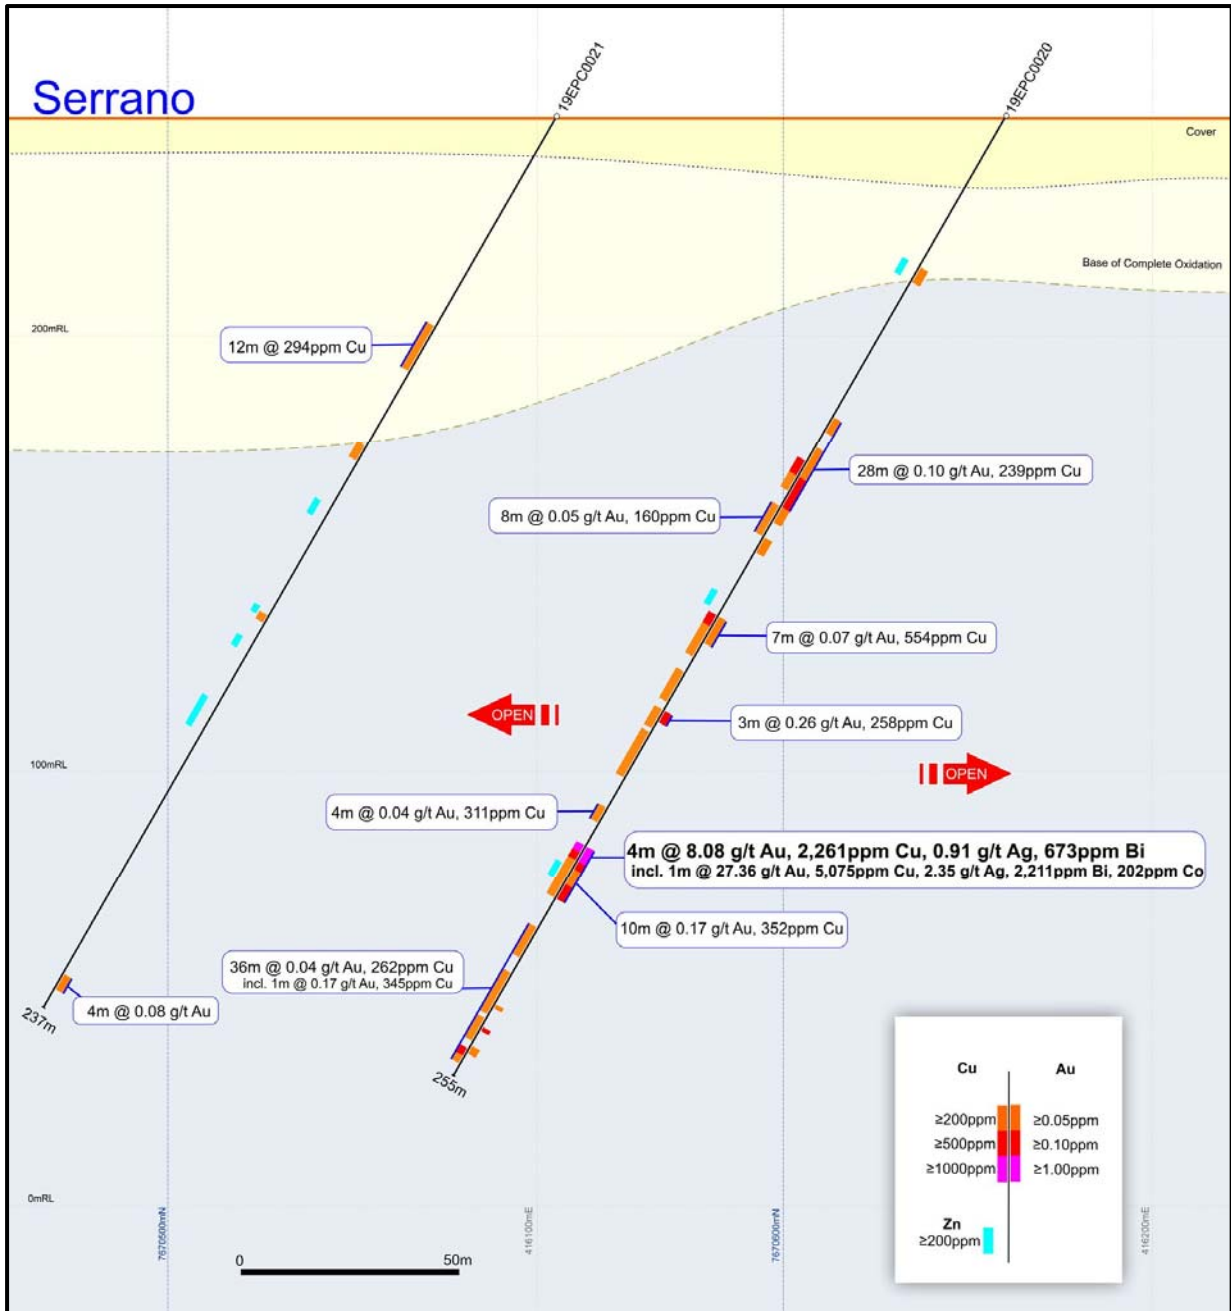 Serrano
19EPC0021
19EPC0020
Cover
Base of Complete Oxidation
200mRL
12m @ 294ppm Cu
28m @ 0.10 g/t Au, 239ppm Cu
8m @ 0.05 g/t Au, 160ppm Cu
7m @ 0.07 g/t Au, 554ppm Cu
OPEN
3m @ 0.26 g/t Au, 258ppm Cu
100mRL
OPEN
4m @ 0.04 g/t Au, 311ppm Cu
4m @ 8.08 g/t Au, 2,261ppm Cu, 0.91 g/t Ag, 673ppm Bi
incl. 1m @ 27.36 g/t Au, 5,075ppm Cu, 2.35 g/t Ag, 2,211ppm Bi, 202ppm Co
10m @ 0.17 g/t Au, 352ppm Cu
36m @ 0.04 g/t Au, 262ppm Cu
incl. 1m @ 0.17 g/t Au, 345ppm Cu
4m @ 0.08 g/t Au
237m
255m
Cu Au
≥200ppm ≥0.05ppm
≥500ppm ≥0.10ppm
≥1000ppm ≥1.00ppm
Zn
≥200ppm
0mRL
7670500mN
416100mE
7670600mN
416200mE
0 50m